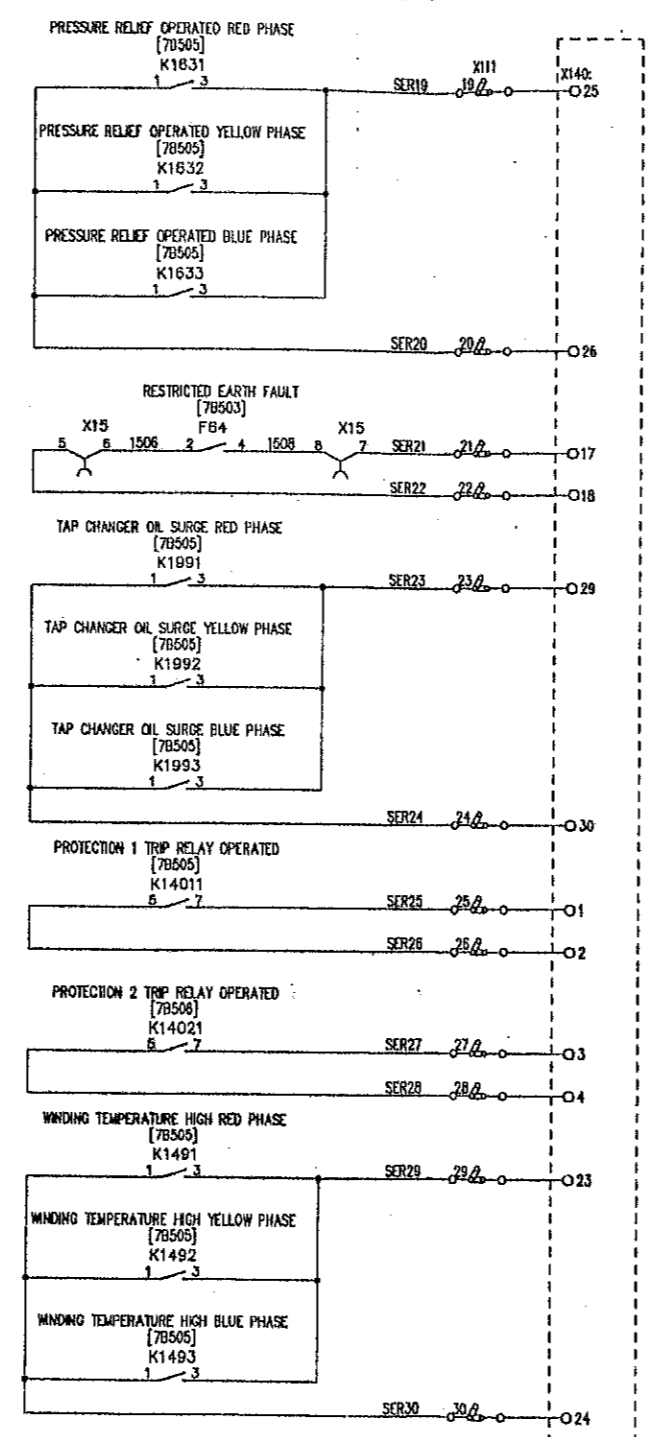 PRESSURE RELIEF OPERATED RED PHASE
[7B505]
K1631
1 3
SER19
19
X111
X140:
25
PRESSURE RELIEF OPERATED YELLOW PHASE
[7B505]
K1632
1 3
PRESSURE RELIEF OPERATED BLUE PHASE
[7B505]
K1633
1 3
SER20
20
26
RESTRICTED EARTH FAULT
[7B503]
X15
F64
X15
5 6 1506 2 4 1508 8 7 SER21 21 17
SER22 22 18
TAP CHANGER OIL SURGE RED PHASE
[7B505]
K1991
1 3 SER23 23 29
TAP CHANGER OIL SURGE YELLOW PHASE
[7B505]
K1992
1 3
TAP CHANGER OIL SURGE BLUE PHASE
[7B505]
K1993
1 3
SER24 24 30
PROTECTION 1 TRIP RELAY OPERATED
[7B505]
K14011
5 7 SER25 25 1
SER26 26 2
PROTECTION 2 TRIP RELAY OPERATED
[7B506]
K14021
5 7 SER27 27 3
SER28 28 4
WINDING TEMPERATURE HIGH RED PHASE
[7B505]
K1491
1 3 SER29 29 23
WINDING TEMPERATURE HIGH YELLOW PHASE
[7B505]
K1492
1 3
WINDING TEMPERATURE HIGH BLUE PHASE
[7B505]
K1493
1 3
SER30 30 24